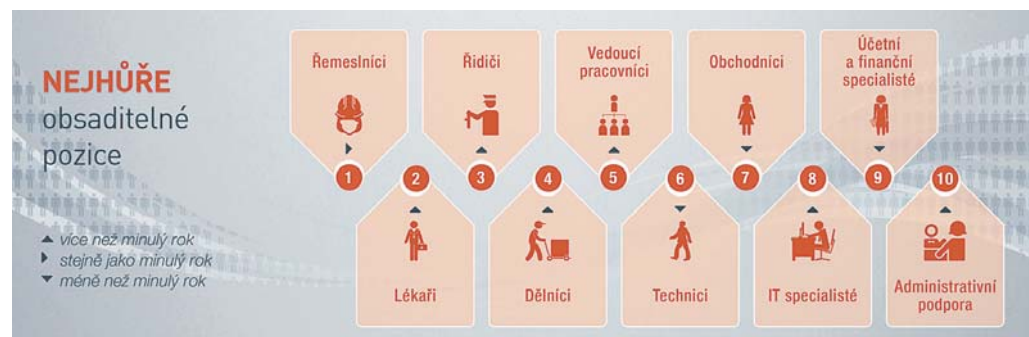 NEJHŮŘE
obsaditelné
pozice
více než minulý rok
stejně jako minulý rok
méně než minulý rok
Řemeslníci
1
2
Lékaři
Řidiči
3
4
Dělníci
Vedoucí
pracovníci
5
6
Technici
Obchodníci
7
8
IT specialisté
Účetní
a finanční
specialisté
9
10
Administrativní
podpora